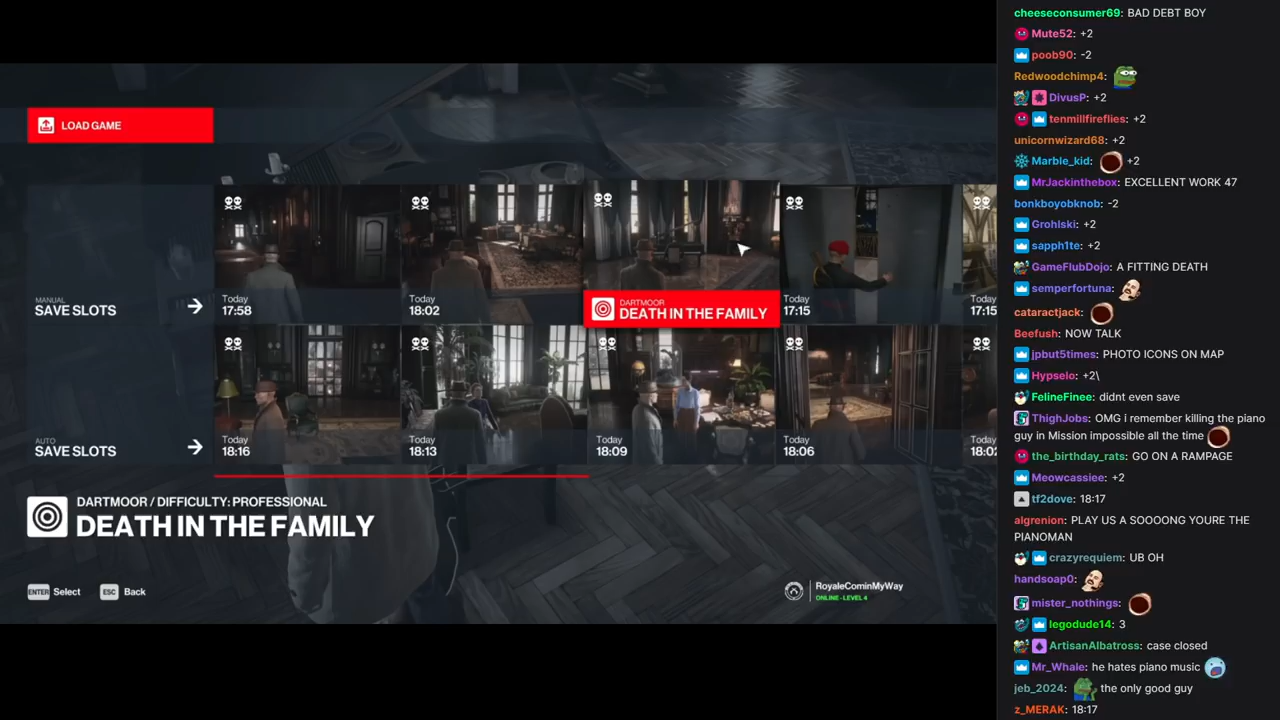 LOAD GAME
MANUAL
SAVE SLOTS
Today
17:58
Today
18:02
DARTMOOR
DEATH IN THE FAMILY
Today
17:15
Today
17:15
AUTO
SAVE SLOTS
Today
18:16
Today
18:13
Today
18:09
Today
18:06
Today
18:02
DARTMOOR / DIFFICULTY: PROFESSIONAL
DEATH IN THE FAMILY
ENTER Select
ESC Back
RoyaleCominMyWay
ONLINE - LEVEL 4
cheeseconsumer69: BAD DEBT BOY
Mute52: +2
poob90: -2
Redwoodchimp4:
DivusP: +2
tenmillfireflies: +2
unicornwizard68: +2
Marble_kid: +2
MrJackinthebox: EXCELLENT WORK 47
bonkboyobknob: -2
Grohlski: +2
sapph1te: +2
GameFlubDojo: A FITTING DEATH
semperfortuna:
cataractjack:
Beefush: NOW TALK
jpbut5times: PHOTO ICONS ON MAP
Hypselo: +2\
FelineFinee: didnt even save
ThighJobs: OMG i remember killing the piano
guy in Mission impossible all the time
the_birthday_rats: GO ON A RAMPAGE
Meowcassiee: +2
tf2dove: 18:17
algrenion: PLAY US A SOOOONG YOURE THE
PIANOMAN
crazyrequiem: UB OH
handsoap0:
mister_nothings:
legodude14: 3
ArtisanAlbatross: case closed
Mr_Whale: he hates piano music
jeb_2024: the only good guy
z_MERAK: 18:17